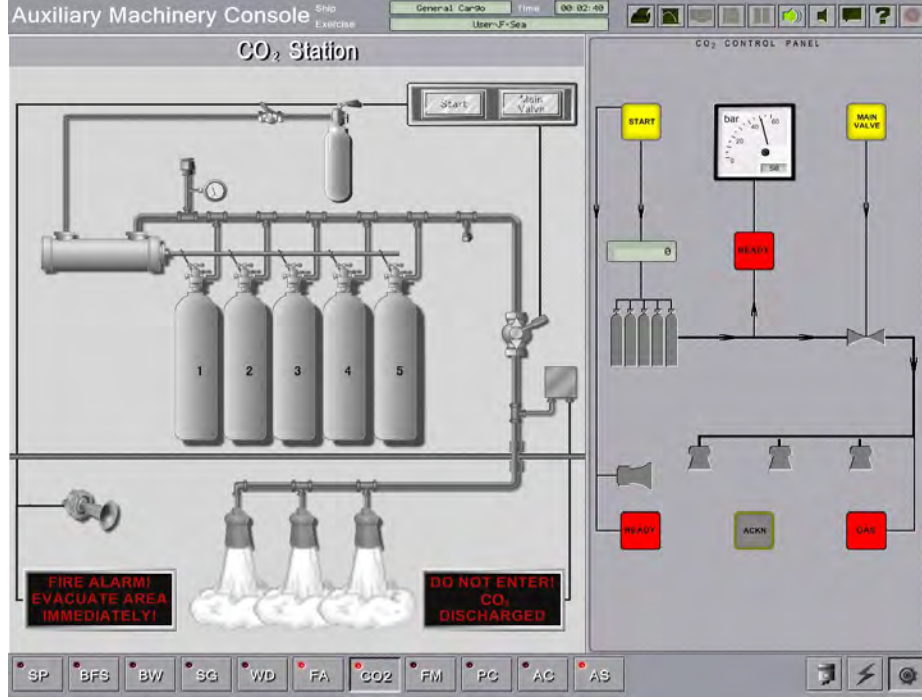 Auxiliary Machinery Console
Ship
General Cargo
Time
00:02:40
Exercise
User\F-Sea
CO₂ Station
CO₂ CONTROL PANEL
Start
Main
Valve
START
bar
0
20
40
60
50
MAIN
VALVE
READY
0
1
2
3
4
5
FIRE ALARM!
EVACUATE AREA
IMMEDIATELY!
DO NOT ENTER!
CO₂
DISCHARGED
READY
ACKN
GAS
SP
BFS
BW
SG
WD
FA
CO2
FM
PC
AC
AS